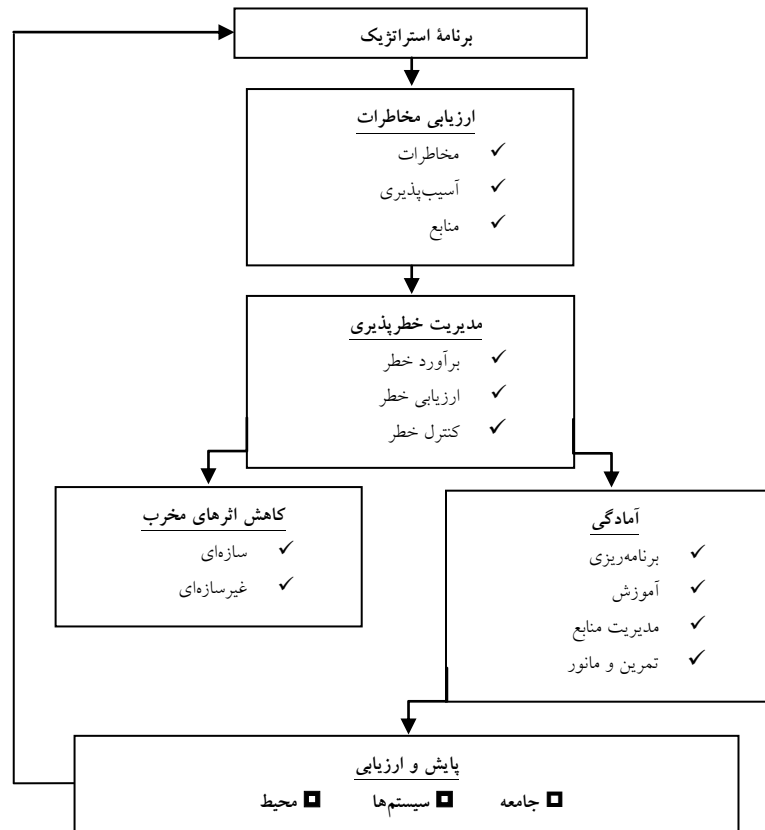 برنامهٔ استراتژیک
ارزیابی مخاطرات
✓ مخاطرات
✓ آسیب‌پذیری
✓ منابع
مدیریت خطرپذیری
✓ برآورد خطر
✓ ارزیابی خطر
✓ کنترل خطر
آمادگی
✓ برنامه‌ریزی
✓ آموزش
✓ مدیریت منابع
✓ تمرین و مانور
کاهش اثرهای مخرب
✓ سازه‌ای
✓ غیرسازه‌ای
پایش و ارزیابی
جامعه سیستم‌ها محیط